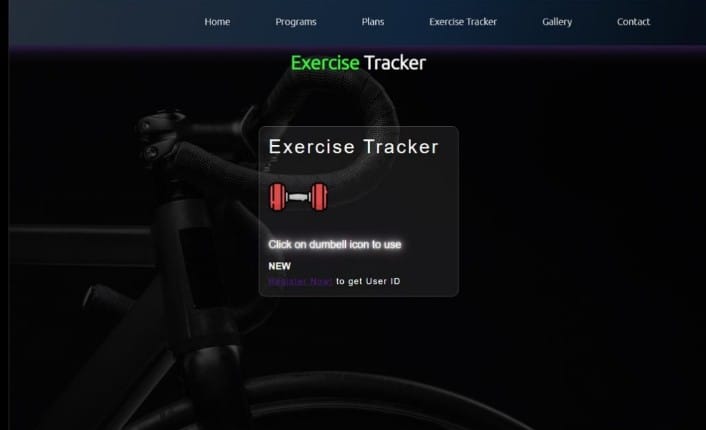 Home Programs Plans Exercise Tracker Gallery Contact
Exercise Tracker
Exercise Tracker
Click on dumbell icon to use
NEW
Register Now! to get User ID